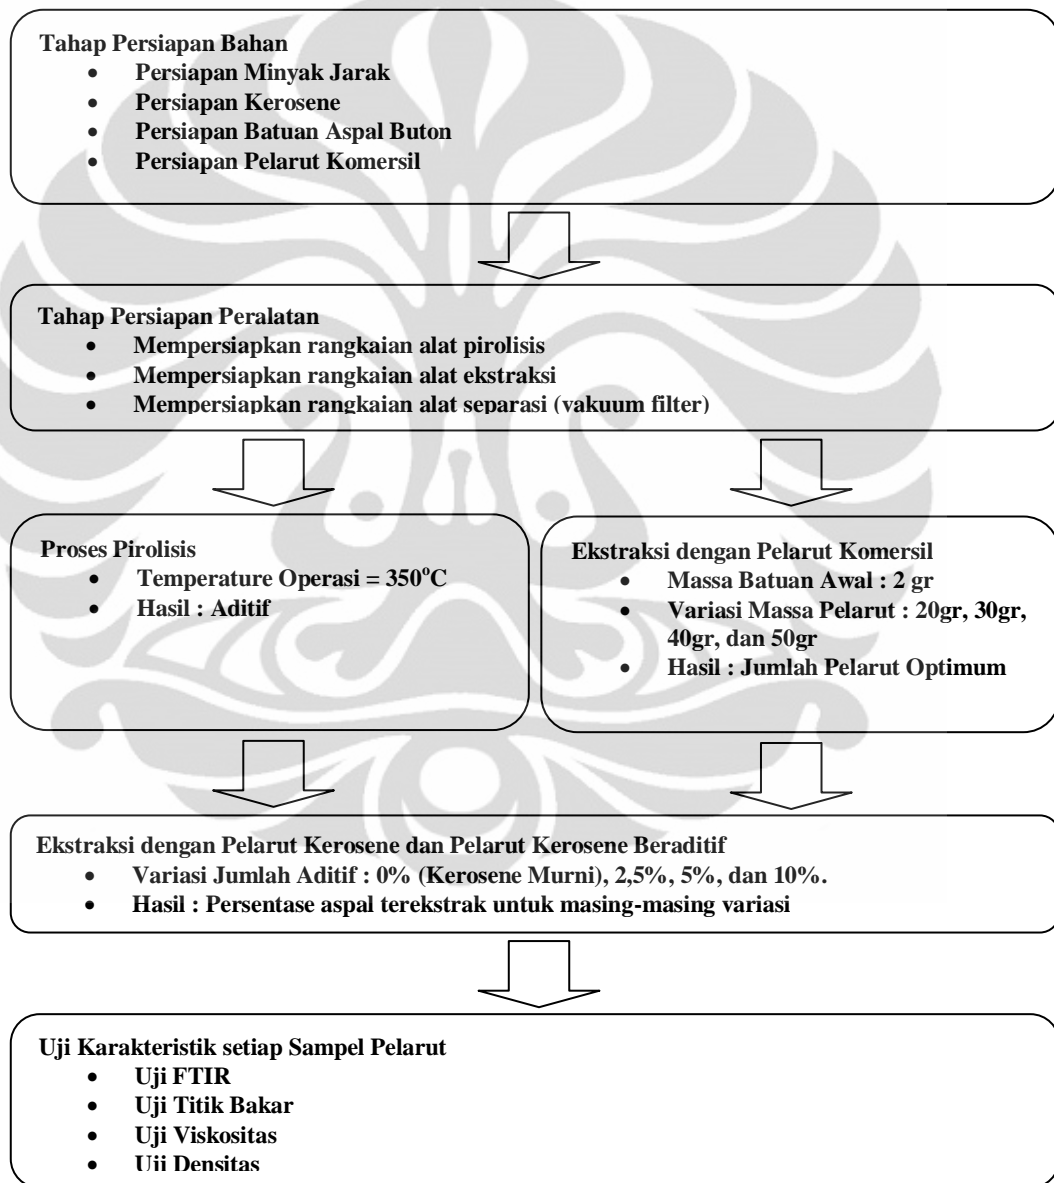 Tahap Persiapan Bahan
• Persiapan Minyak Jarak
• Persiapan Kerosene
• Persiapan Batuan Aspal Buton
• Persiapan Pelarut Komersil
Tahap Persiapan Peralatan
• Mempersiapkan rangkaian alat pirolisis
• Mempersiapkan rangkaian alat ekstraksi
• Mempersiapkan rangkaian alat separasi (vakuum filter)
Proses Pirolisis
• Temperature Operasi = 350°C
• Hasil : Aditif
Ekstraksi dengan Pelarut Komersil
• Massa Batuan Awal : 2 gr
• Variasi Massa Pelarut : 20gr, 30gr,
40gr, dan 50gr
• Hasil : Jumlah Pelarut Optimum
Ekstraksi dengan Pelarut Kerosene dan Pelarut Kerosene Beraditif
• Variasi Jumlah Aditif : 0% (Kerosene Murni), 2,5%, 5%, dan 10%.
• Hasil : Persentase aspal terekstrak untuk masing-masing variasi
Uji Karakteristik setiap Sampel Pelarut
• Uji FTIR
• Uji Titik Bakar
• Uji Viskositas
• Uji Densitas